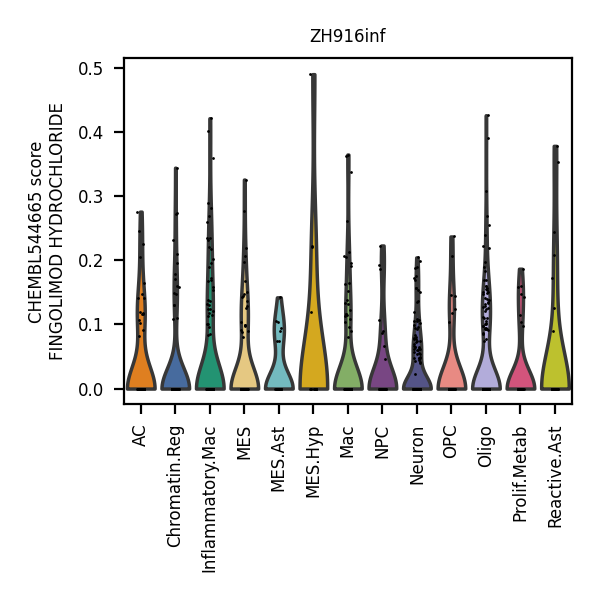 ZH916inf
CHEMBL544665 score
FINGOLIMOD HYDROCHLORIDE
0.5
0.4
0.3
0.2
0.1
0.0
AC
Chromatin.Reg
Inflammatory.Mac
MES
MES.Ast
MES.Hyp
Mac
NPC
Neuron
OPC
Oligo
Prolif.Metab
Reactive.Ast